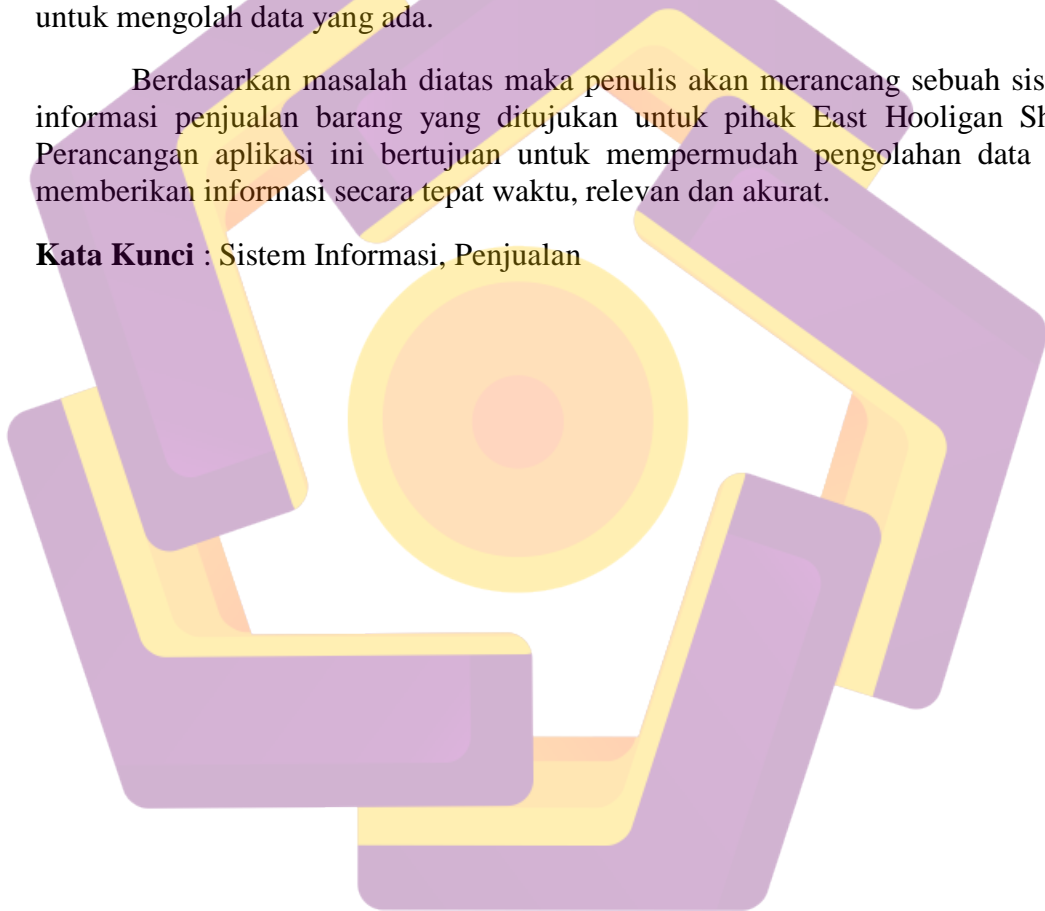 untuk mengolah data yang ada.
Berdasarkan masalah diatas maka penulis akan merancang sebuah sis
informasi penjualan barang yang ditujukan untuk pihak East Hooligan Sh
Perancangan aplikasi ini bertujuan untuk mempermudah pengolahan data
memberikan informasi secara tepat waktu, relevan dan akurat.
Kata Kunci : Sistem Informasi, Penjualan